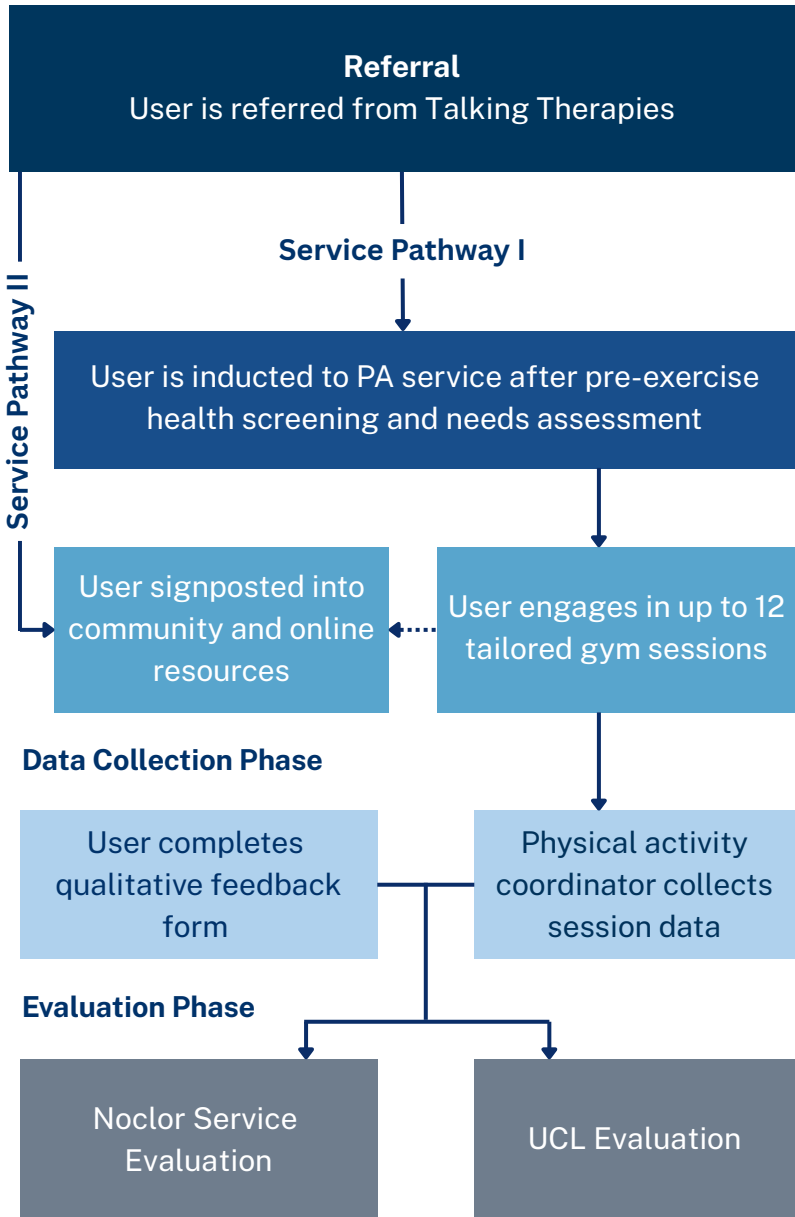 Referral
User is referred from Talking Therapies
Service Pathway I
Service Pathway II
User is inducted to PA service after pre-exercise
health screening and needs assessment
User signposted into
community and online
resources
User engages in up to 12
tailored gym sessions
Data Collection Phase
User completes
qualitative feedback
form
Physical activity
coordinator collects
session data
Evaluation Phase
Noclor Service
Evaluation
UCL Evaluation